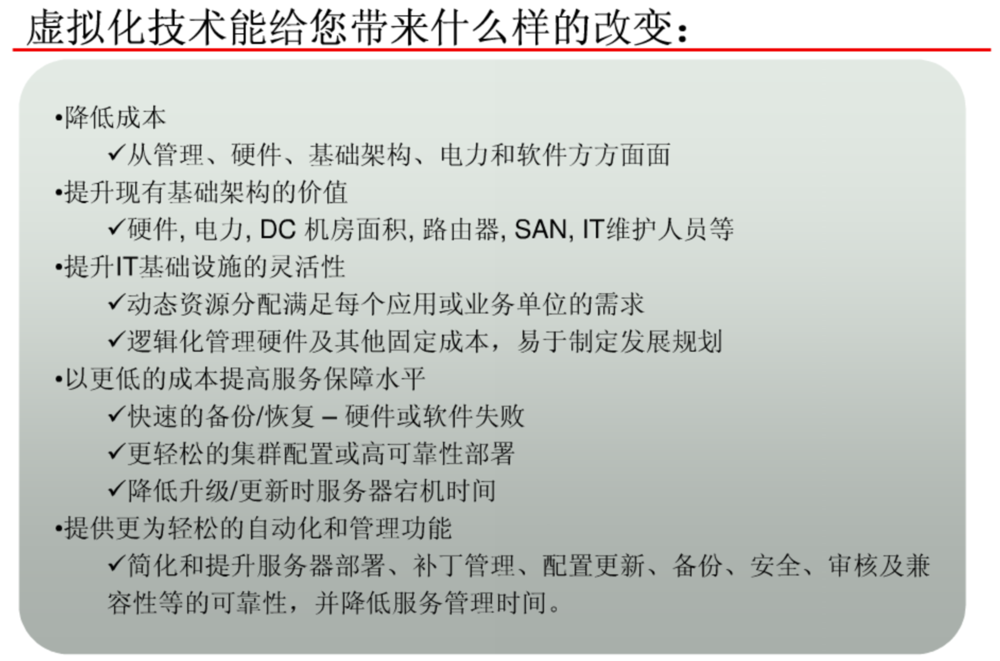 虚拟化技术能给您带来什么样的改变：
•降低成本
✓从管理、硬件、基础架构、电力和软件方方面面
•提升现有基础架构的价值
✓硬件, 电力, DC 机房面积, 路由器, SAN, IT维护人员等
•提升IT基础设施的灵活性
✓动态资源分配满足每个应用或业务单位的需求
✓逻辑化管理硬件及其他固定成本，易于制定发展规划
•以更低的成本提高服务保障水平
✓快速的备份/恢复 – 硬件或软件失败
✓更轻松的集群配置或高可靠性部署
✓降低升级/更新时服务器宕机时间
•提供更为轻松的自动化和管理功能
✓简化和提升服务器部署、补丁管理、配置更新、备份、安全、审核及兼
容性等的可靠性，并降低服务管理时间。